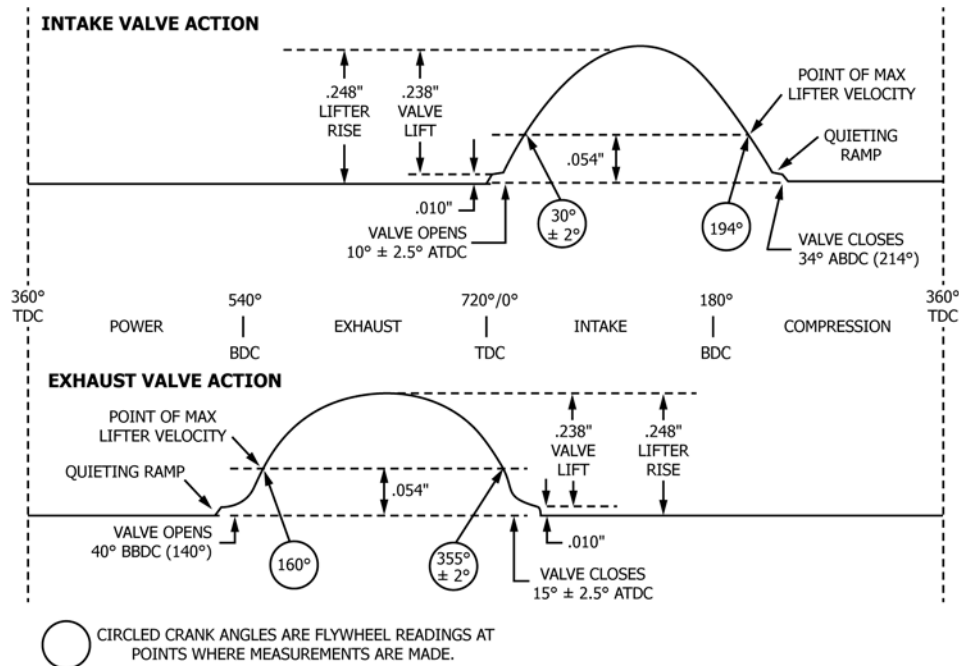 INTAKE VALVE ACTION
.248"
LIFTER
RISE
.238"
VALVE
LIFT
POINT OF MAX
LIFTER VELOCITY
QUIETING
RAMP
.054"
.010"
30°
± 2°
194°
VALVE OPENS
10° ± 2.5° ATDC
VALVE CLOSES
34° ABDC (214°)
360°
TDC
POWER
540°
BDC
EXHAUST
720°/0°
TDC
INTAKE
180°
BDC
COMPRESSION
360°
TDC
EXHAUST VALVE ACTION
POINT OF MAX
LIFTER VELOCITY
QUIETING RAMP
.238"
VALVE
LIFT
.248"
LIFTER
RISE
.054"
VALVE OPENS
40° BBDC (140°)
160°
355°
± 2°
.010"
VALVE CLOSES
15° ± 2.5° ATDC
CIRCLED CRANK ANGLES ARE FLYWHEEL READINGS AT
POINTS WHERE MEASUREMENTS ARE MADE.